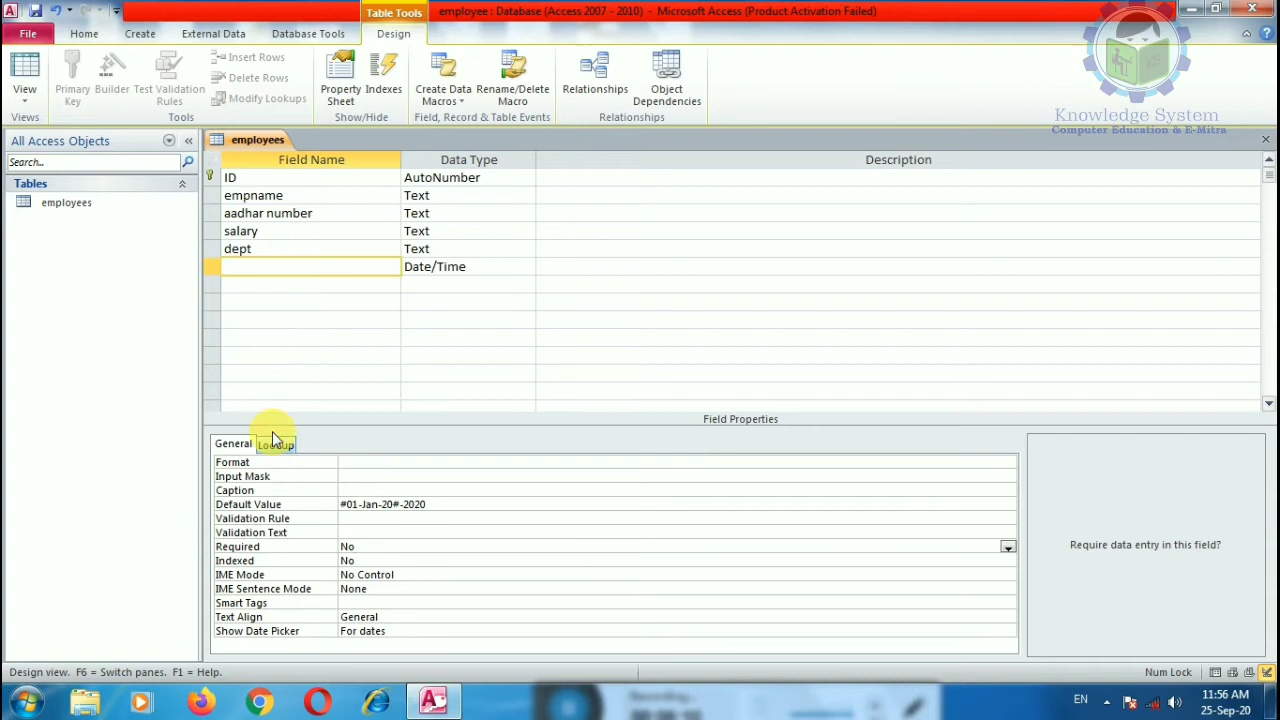 Table Tools
employee : Database (Access 2007 - 2010) - Microsoft Access (Product Activation Failed)
File Home Create External Data Database Tools Design
View
Primary Key
Builder
Test Validation Rules
Insert Rows
Delete Rows
Modify Lookups
Property Sheet
Indexes
Create Data Macros
Rename/Delete Macro
Relationships
Object Dependencies
Views Tools Show/Hide Field, Record & Table Events Relationships
Knowledge System
Computer Education & E-Mitra
All Access Objects
Search...
Tables
employees
employees
Field Name Data Type Description
ID AutoNumber
empname Text
aadhar number Text
salary Text
dept Text
Date/Time
Field Properties
General Lookup
Format
Input Mask
Caption
Default Value #01-Jan-20#-2020
Validation Rule
Validation Text
Required No
Indexed No
IME Mode No Control
IME Sentence Mode None
Smart Tags
Text Align General
Show Date Picker For dates
Require data entry in this field?
Design view. F6 = Switch panes. F1 = Help.
Num Lock
Recording...
EN
11:56 AM
25-Sep-20